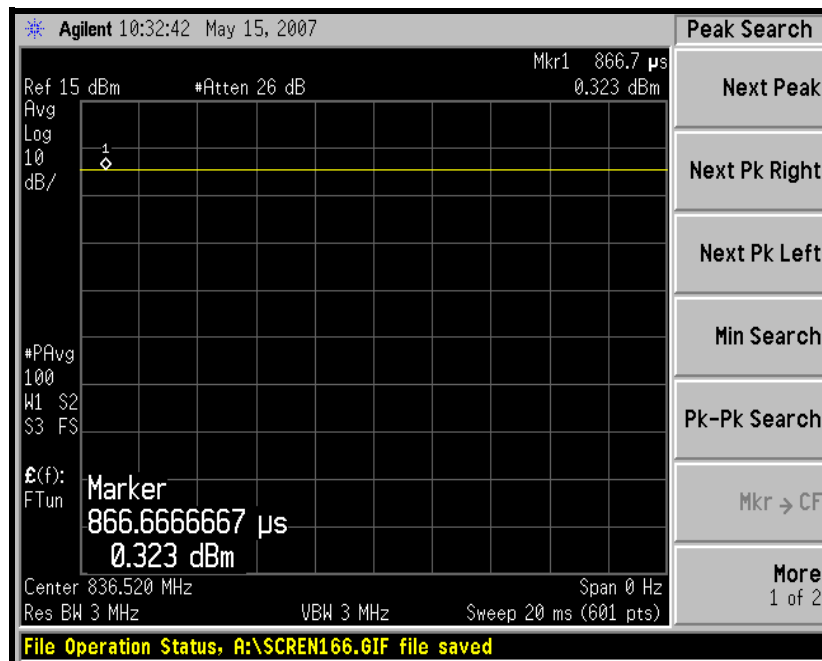 Agilent 10:32:42 May 15, 2007
Peak Search
Mkr1 866.7 µs
Ref 15 dBm #Atten 26 dB 0.323 dBm
Avg
Log
10
dB/
1
#PAvg
100
W1 S2
S3 FS
£(f):
FTun
Marker
866.6666667 µs
0.323 dBm
Center 836.520 MHz Span 0 Hz
Res BW 3 MHz VBW 3 MHz Sweep 20 ms (601 pts)
File Operation Status, A:\SCREN166.GIF file saved
Next Peak
Next Pk Right
Next Pk Left
Min Search
Pk-Pk Search
Mkr → CF
More
1 of 2